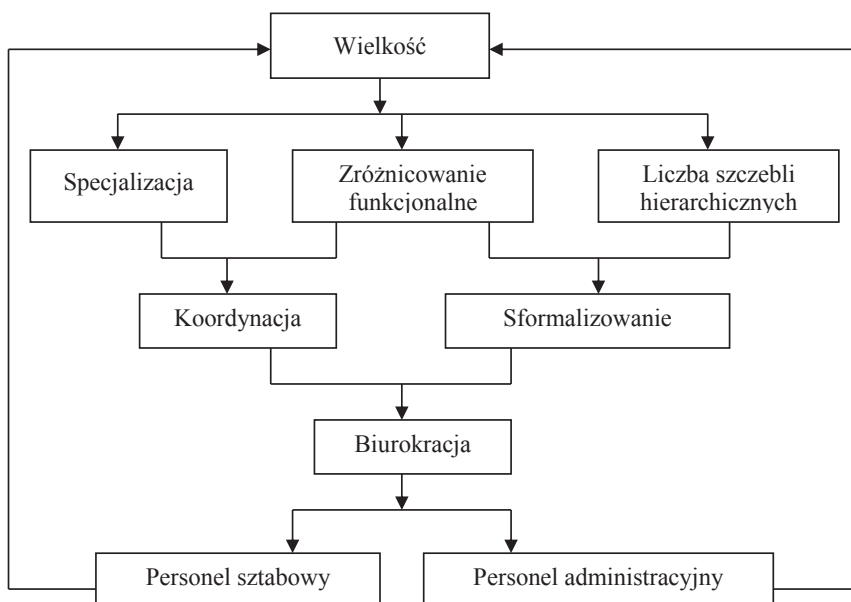 Wielkość
Specjalizacja
Zróżnicowanie
funkcjonalne
Liczba szczebli
hierarchicznych
Koordynacja
Sformalizowanie
Biurokracja
Personel sztabowy
Personel administracyjny